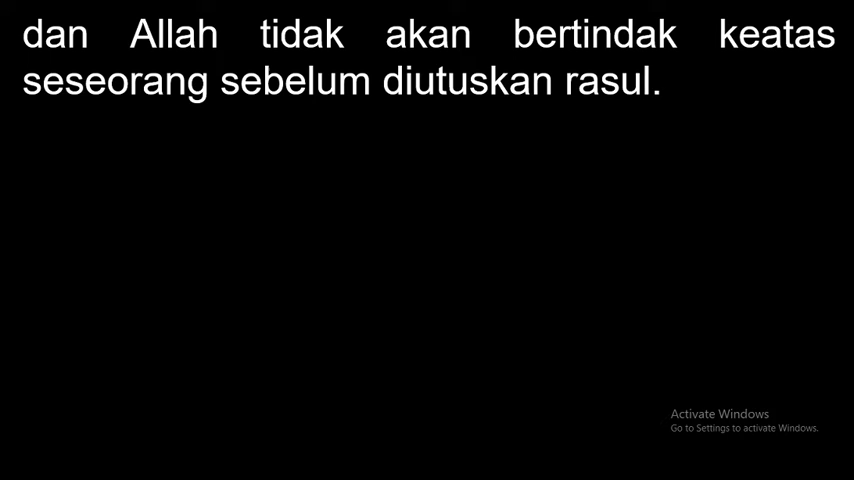 dan Allah tidak akan bertindak keatas
seseorang sebelum diutuskan rasul.
Activate Windows
Go to Settings to activate Windows.